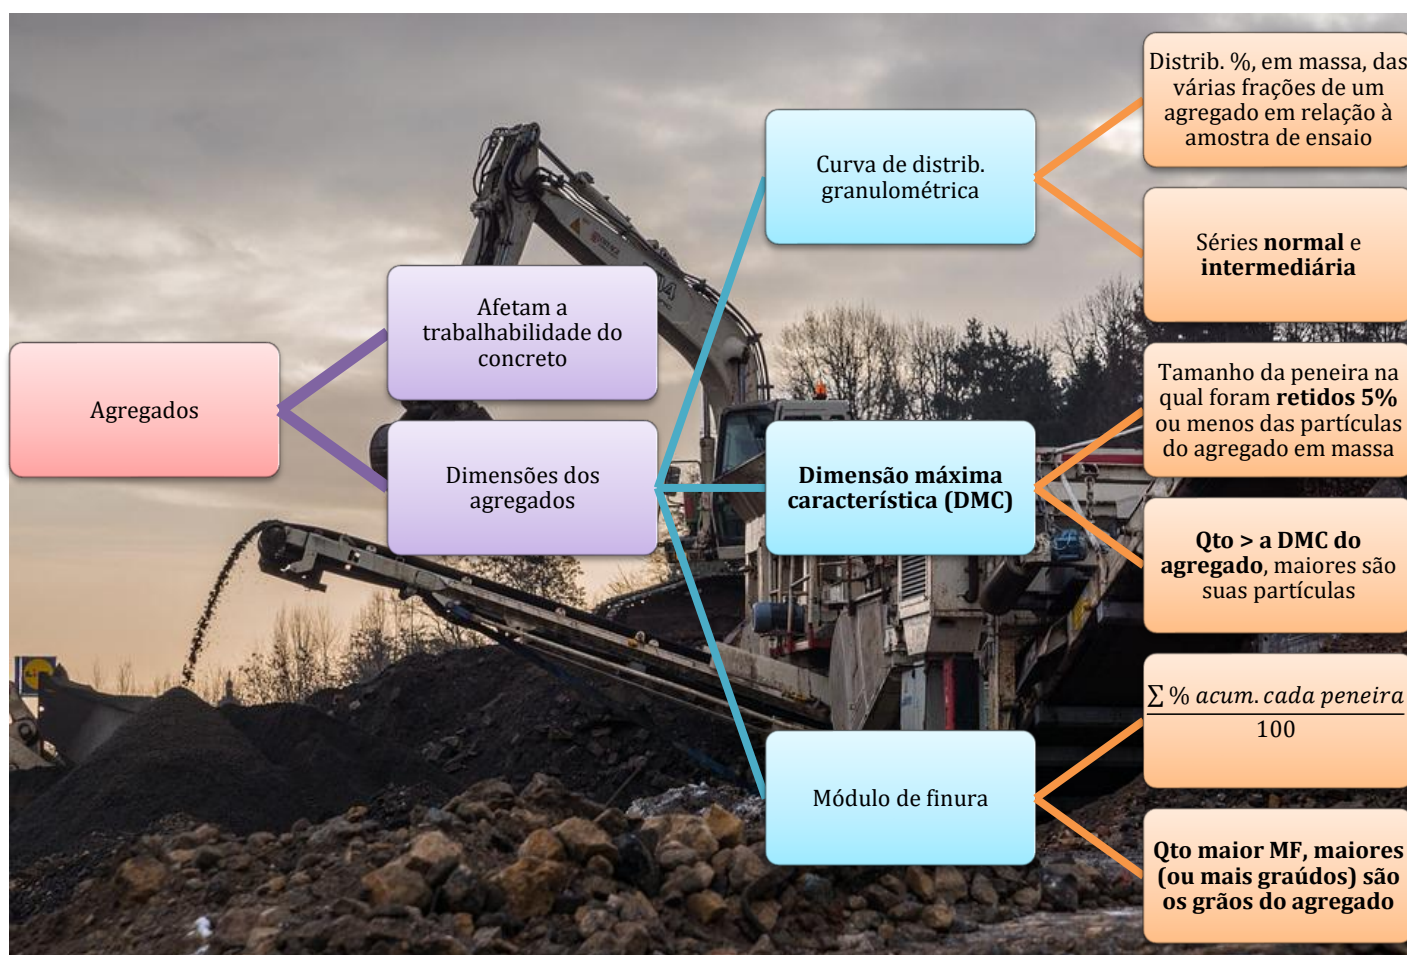 Agregados
Afetam a
trabalhabilidade do
concreto
Dimensões dos
agregados
Curva de distrib.
granulométrica
Distrib. %, em massa, das
várias frações de um
agregado em relação à
amostra de ensaio
Séries normal e
intermediária
Dimensão máxima
característica (DMC)
Tamanho da peneira na
qual foram retidos 5%
ou menos das partículas
do agregado em massa
Qto > a DMC do
agregado, maiores são
suas partículas
Módulo de finura
∑ % acum. cada peneira
100
Qto maior MF, maiores
(ou mais graúdos) são
os grãos do agregado